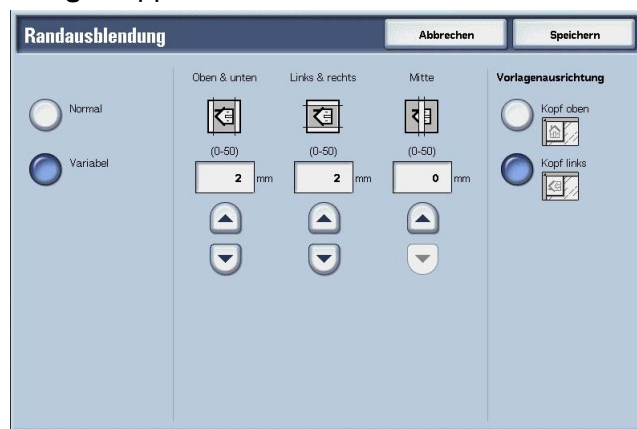 Randausblendung
Abbrechen
Speichern
Normal
Variabel
Oben & unten
Links & rechts
Mitte
(0-50)
(0-50)
(0-50)
2 mm
2 mm
0 mm
Vorlagenausrichtung
Kopf oben
Kopf links